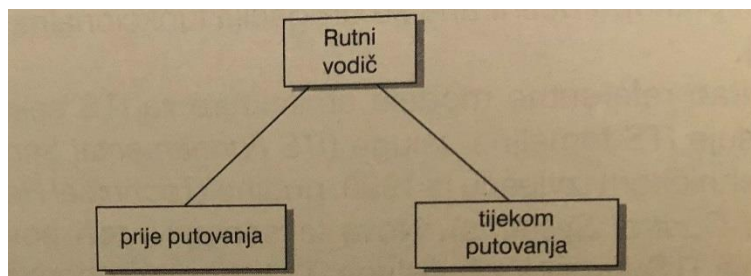 Rutni
vodič
prije putovanja
tijekom
putovanja